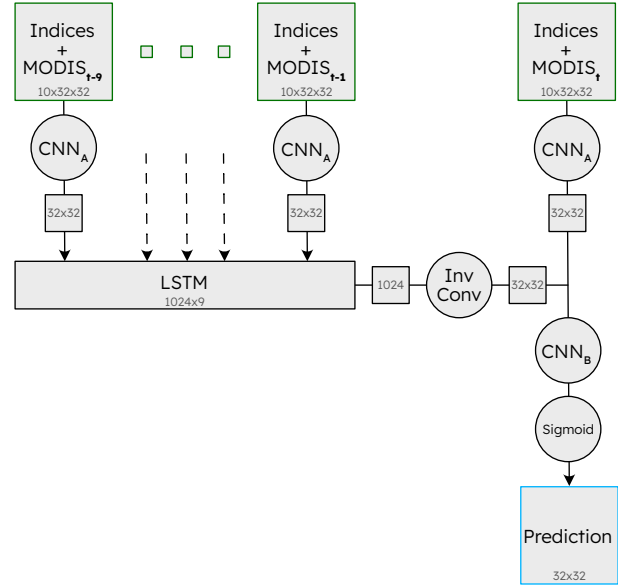 Indices
+
MODIS t-9
10x32x32
Indices
+
MODIS t-1
10x32x32
Indices
+
MODIS t
10x32x32
CNN A
CNN A
CNN A
32x32
32x32
32x32
LSTM
1024x9
1024
Inv
Conv
32x32
CNN B
Sigmoid
Prediction
32x32